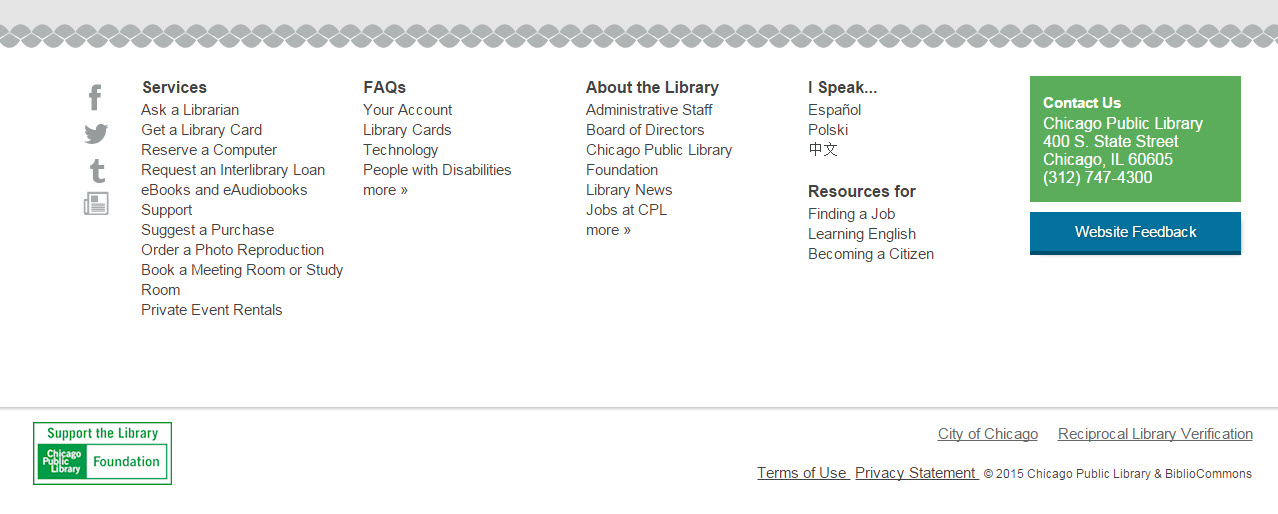 Services
Ask a Librarian
Get a Library Card
Reserve a Computer
Request an Interlibrary Loan
eBooks and eAudiobooks
Support
Suggest a Purchase
Order a Photo Reproduction
Book a Meeting Room or Study
Room
Private Event Rentals
FAQs
Your Account
Library Cards
Technology
People with Disabilities
more »
About the Library
Administrative Staff
Board of Directors
Chicago Public Library
Foundation
Library News
Jobs at CPL
more »
I Speak...
Español
Polski
中文
Resources for
Finding a Job
Learning English
Becoming a Citizen
Contact Us
Chicago Public Library
400 S. State Street
Chicago, IL 60605
(312) 747-4300
Website Feedback
Support the Library
Chicago
Public
Library
Foundation
City of Chicago Reciprocal Library Verification
Terms of Use Privacy Statement © 2015 Chicago Public Library & BiblioCommons